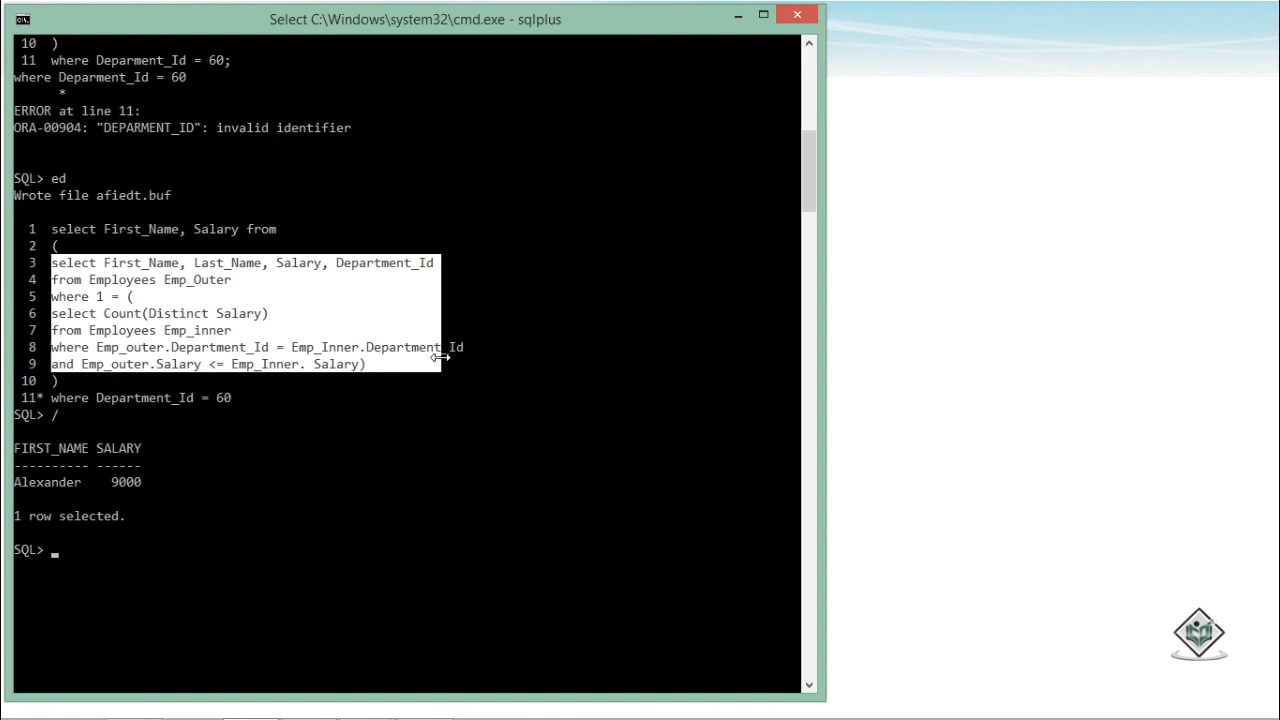 Select C:\Windows\system32\cmd.exe - sqlplus
10 )
11 where Deparment_Id = 60;
where Deparment_Id = 60
*
ERROR at line 11:
ORA-00904: "DEPARMENT_ID": invalid identifier
SQL> ed
Wrote file afiedt.buf
1 select First_Name, Salary from
2 (
3 select First_Name, Last_Name, Salary, Department_Id
4 from Employees Emp_Outer
5 where 1 = (
6 select Count(Distinct Salary)
7 from Employees Emp_inner
8 where Emp_outer.Department_Id = Emp_Inner.Department_Id
9 and Emp_outer.Salary <= Emp_Inner. Salary)
10 )
11* where Department_Id = 60
SQL> /
FIRST_NAME SALARY
---------- ------
Alexander 9000
1 row selected.
SQL>